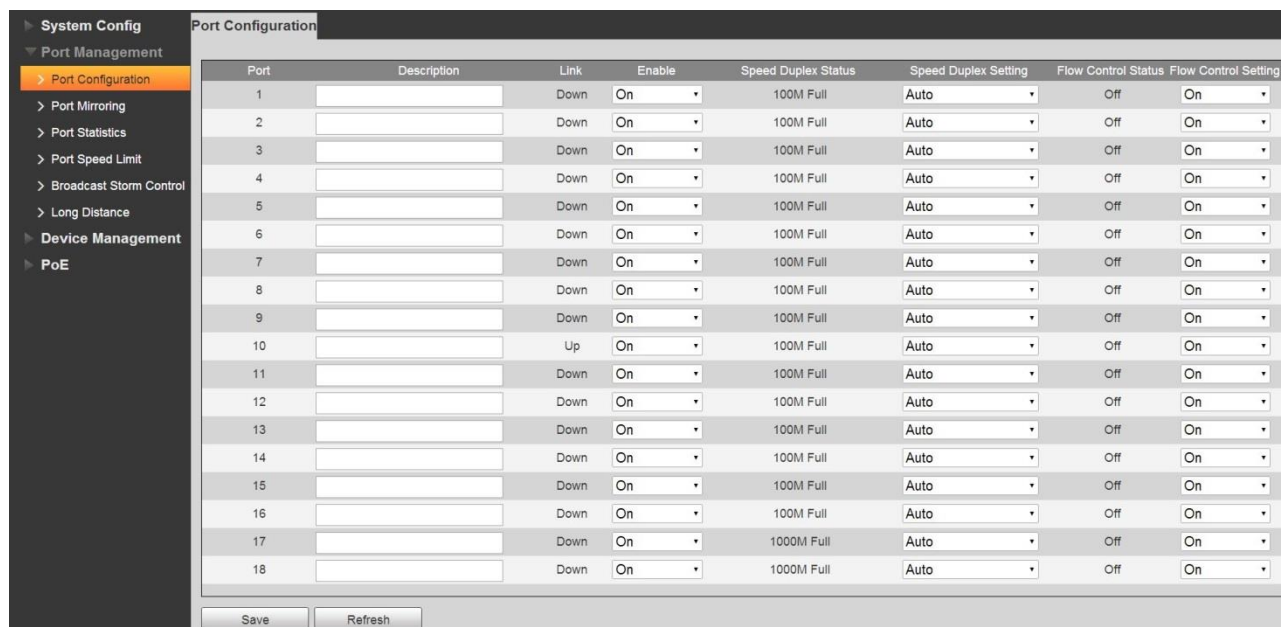 System Config
Port Management
Port Configuration
Port Mirroring
Port Statistics
Port Speed Limit
Broadcast Storm Control
Long Distance
Device Management
PoE
Port Configuration
Port Description Link Enable Speed Duplex Status Speed Duplex Setting Flow Control Status Flow Control Setting
1 Down On 100M Full Auto Off On
2 Down On 100M Full Auto Off On
3 Down On 100M Full Auto Off On
4 Down On 100M Full Auto Off On
5 Down On 100M Full Auto Off On
6 Down On 100M Full Auto Off On
7 Down On 100M Full Auto Off On
8 Down On 100M Full Auto Off On
9 Down On 100M Full Auto Off On
10 Up On 100M Full Auto Off On
11 Down On 100M Full Auto Off On
12 Down On 100M Full Auto Off On
13 Down On 100M Full Auto Off On
14 Down On 100M Full Auto Off On
15 Down On 100M Full Auto Off On
16 Down On 100M Full Auto Off On
17 Down On 1000M Full Auto Off On
18 Down On 1000M Full Auto Off On
Save Refresh